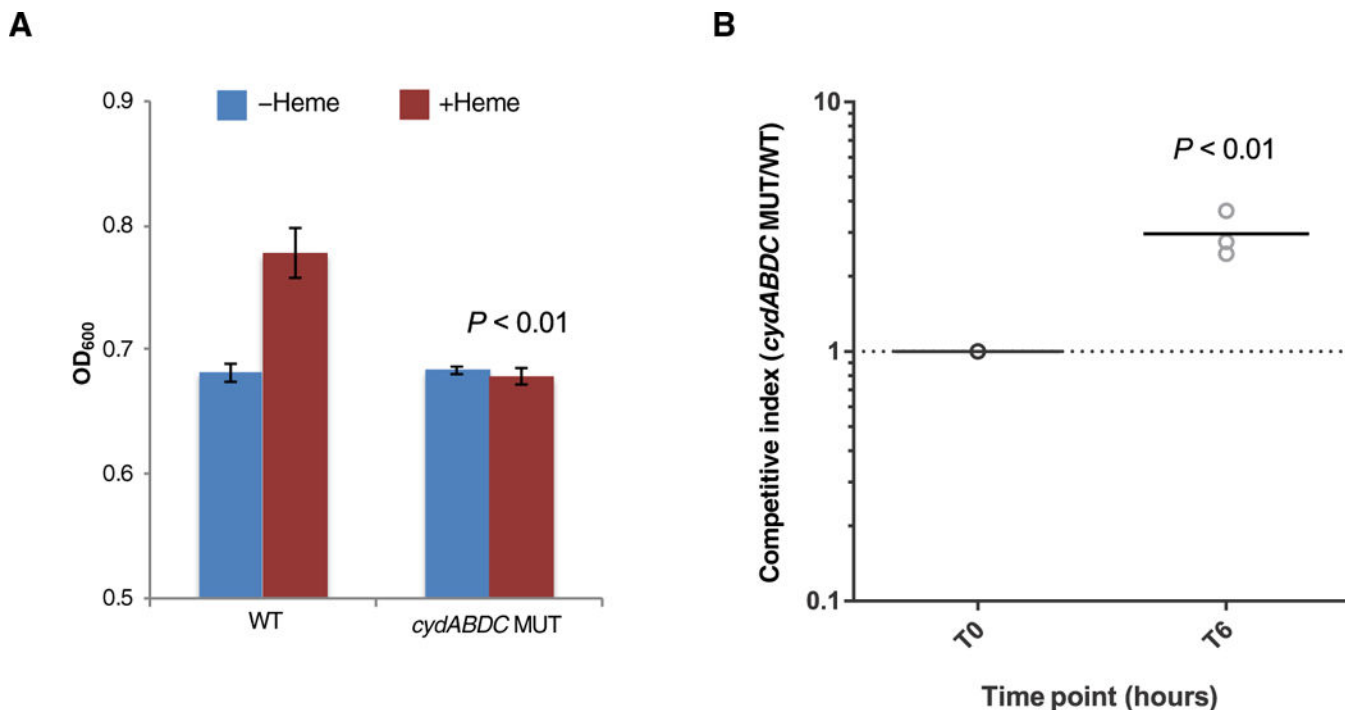 A
–Heme
+Heme
0.9
0.8
0.7
0.6
0.5
OD600
P < 0.01
WT
cydABDC MUT
B
Competitive index (cydABDC MUT/WT)
10
1
0.1
P < 0.01
T0
T6
Time point (hours)